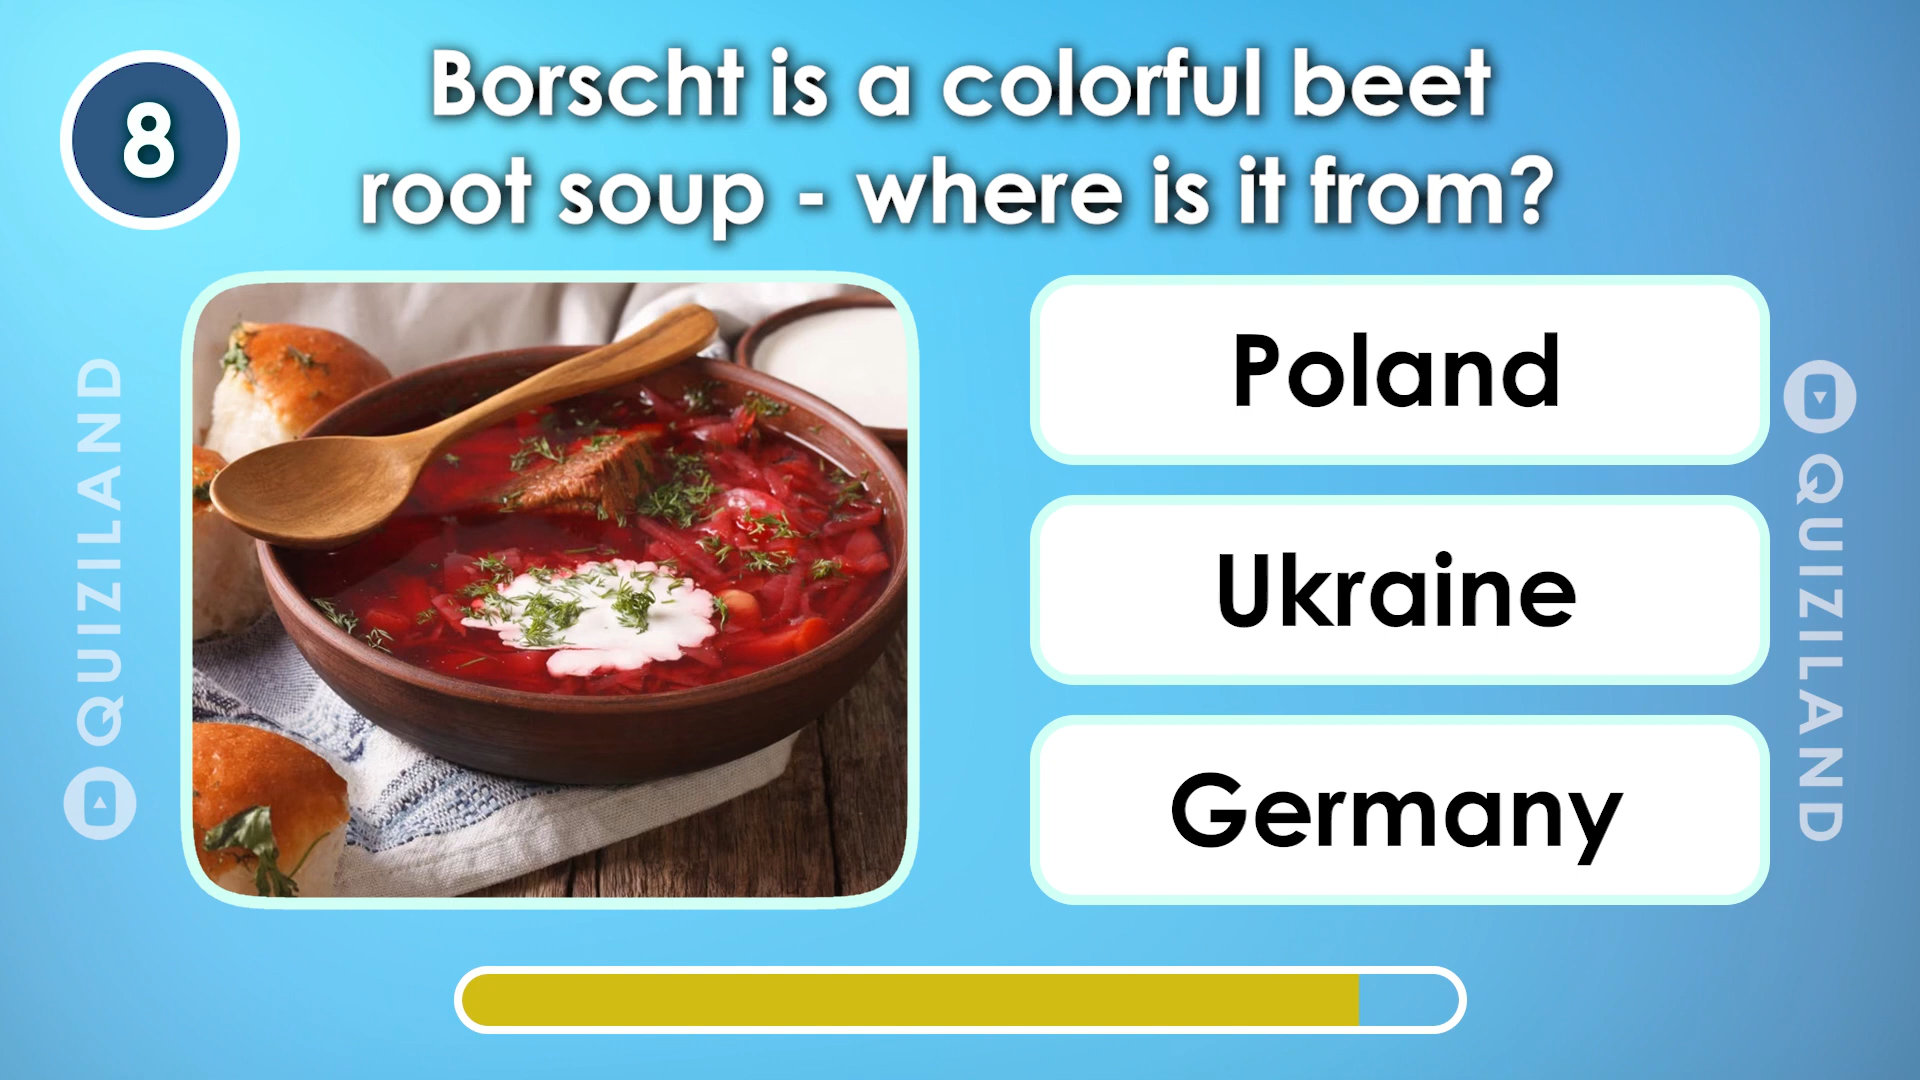 8
Borscht is a colorful beet
root soup - where is it from?
Poland
Ukraine
Germany
QUIZILAND
QUIZILAND